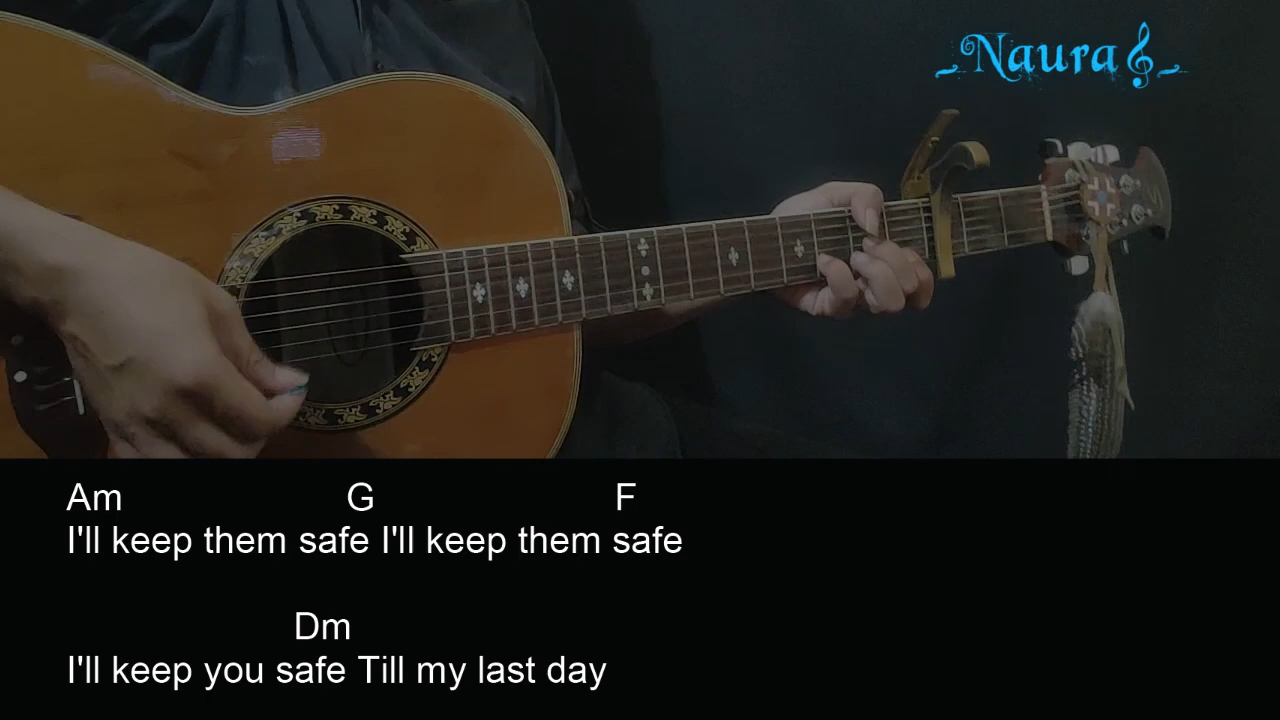 Naura
Am G F
I'll keep them safe I'll keep them safe
Dm
I'll keep you safe Till my last day